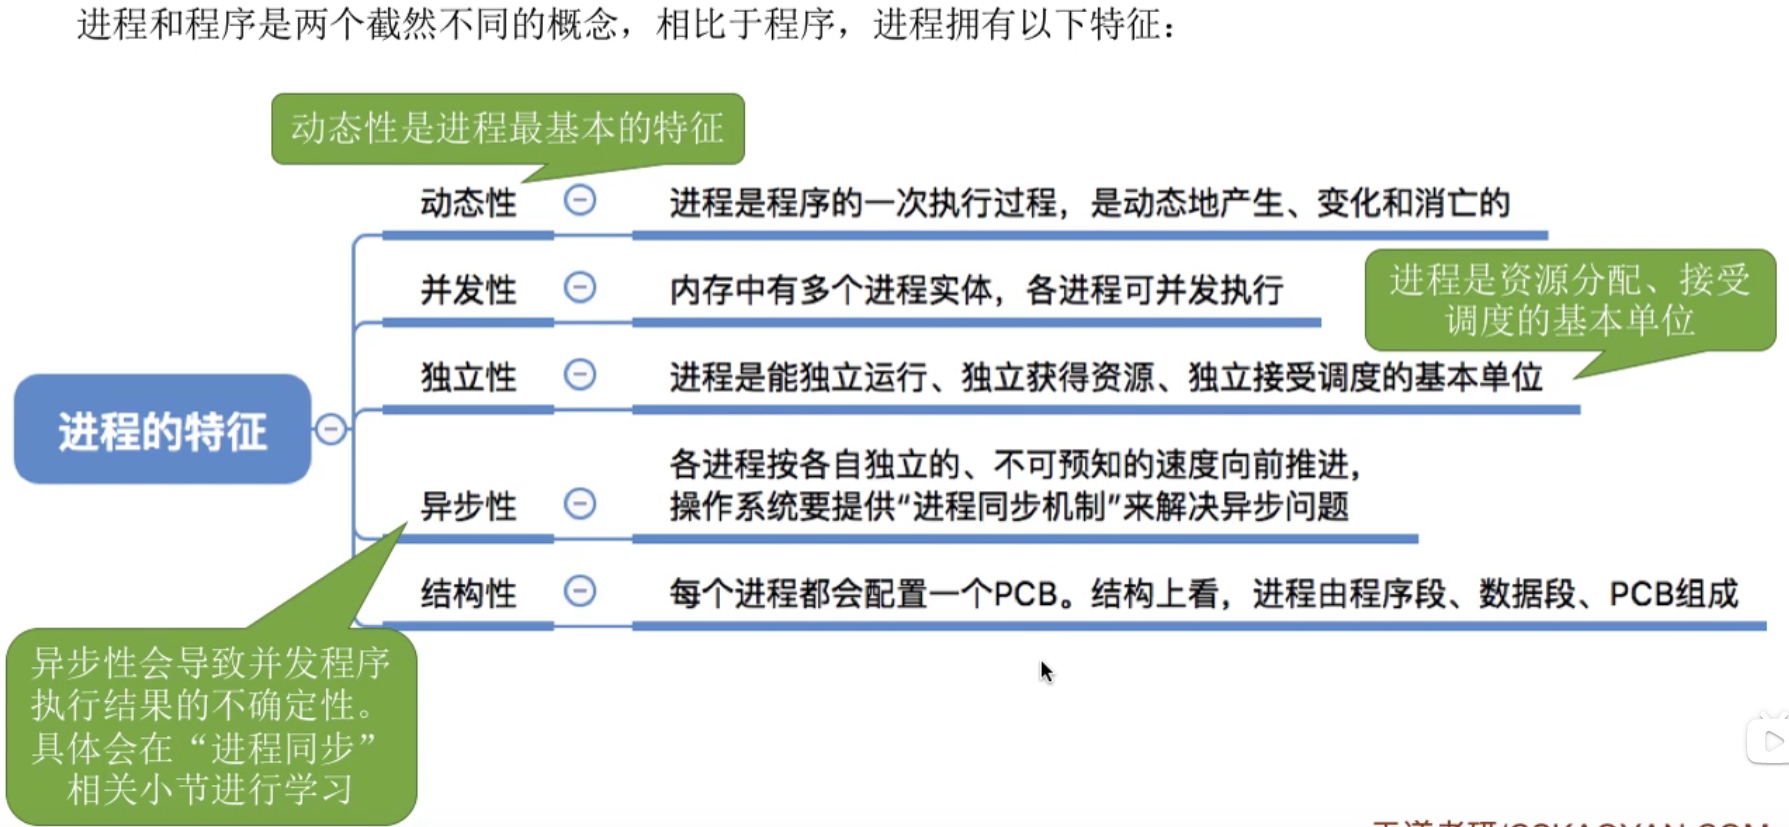 进程和程序是两个截然不同的概念，相比于程序，进程拥有以下特征：
动态性是进程最基本的特征
动态性
进程是程序的一次执行过程，是动态地产生、变化和消亡的
并发性
内存中有多个进程实体，各进程可并发执行
进程是资源分配、接受
调度的基本单位
独立性
进程是能独立运行、独立获得资源、独立接受调度的基本单位
进程的特征
异步性
各进程按各自独立的、不可预知的速度向前推进，
操作系统要提供“进程同步机制”来解决异步问题
结构性
每个进程都会配置一个PCB。结构上看，进程由程序段、数据段、PCB组成
异步性会导致并发程序
执行结果的不确定性。
具体会在“进程同步”
相关小节进行学习